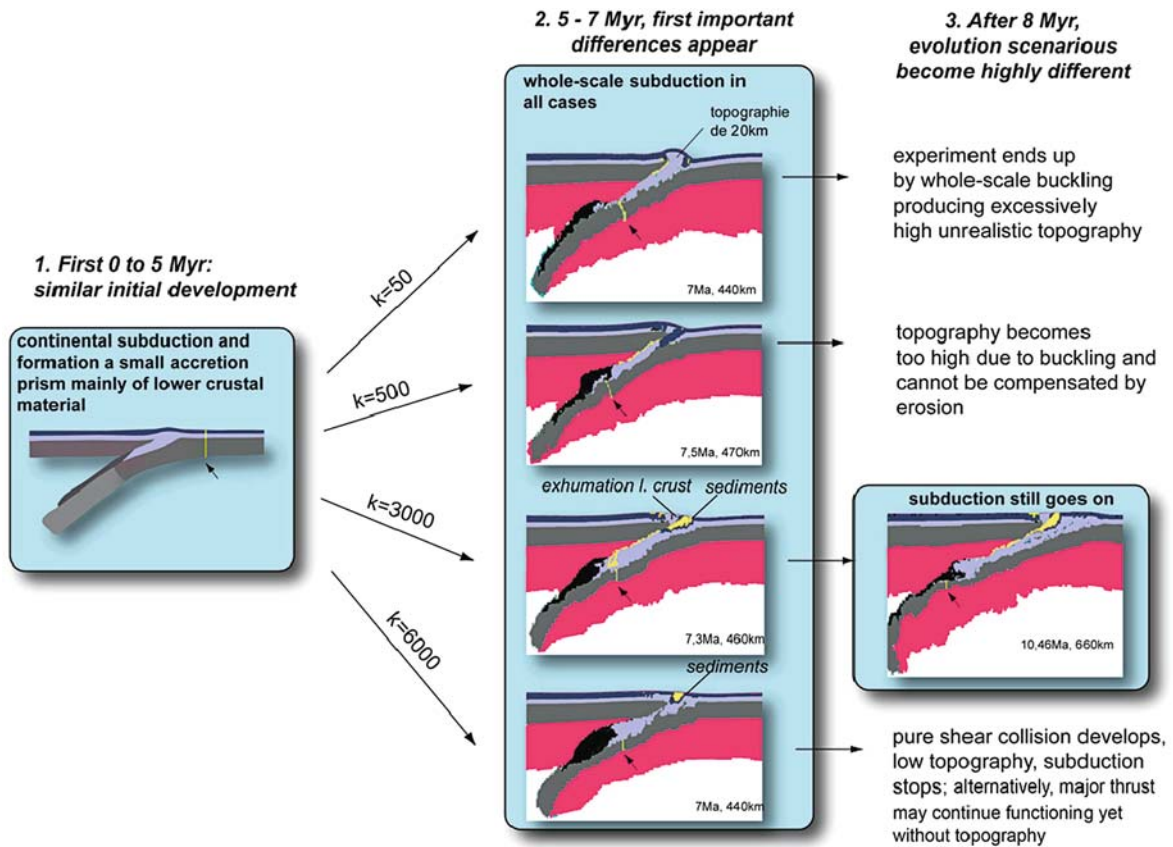 1. First 0 to 5 Myr:
similar initial development
continental subduction and
formation a small accretion
prism mainly of lower crustal
material
k=50
k=500
k=3000
k=6000
2. 5 - 7 Myr, first important
differences appear
whole-scale subduction in
all cases
topographie
de 20km
7Ma, 440km
7,5Ma, 470km
exhumation l. crust
sediments
7,3Ma, 460km
sediments
7Ma, 440km
3. After 8 Myr,
evolution scenarious
become highly different
experiment ends up
by whole-scale buckling
producing excessively
high unrealistic topography
topography becomes
too high due to buckling and
cannot be compensated by
erosion
subduction still goes on
10,46Ma, 660km
pure shear collision develops,
low topography, subduction
stops; alternatively, major thrust
may continue functioning yet
without topography